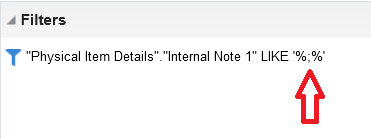 Filters
"Physical Item Details"."Internal Note 1" LIKE '%;%'